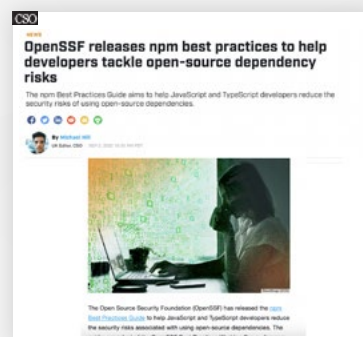 CSO
NEWS
OpenSSF releases npm best practices to help
developers tackle open-source dependency
risks
The npm Best Practices Guide aims to help JavaScript and TypeScript developers reduce the
security risks of using open-source dependencies.
By Michael Hill
UK Editor, CSO
The Open Source Security Foundation (OpenSSF) has released the npm
Best Practices Guide to help JavaScript and TypeScript developers reduce
the security risks associated with using open-source dependencies. The